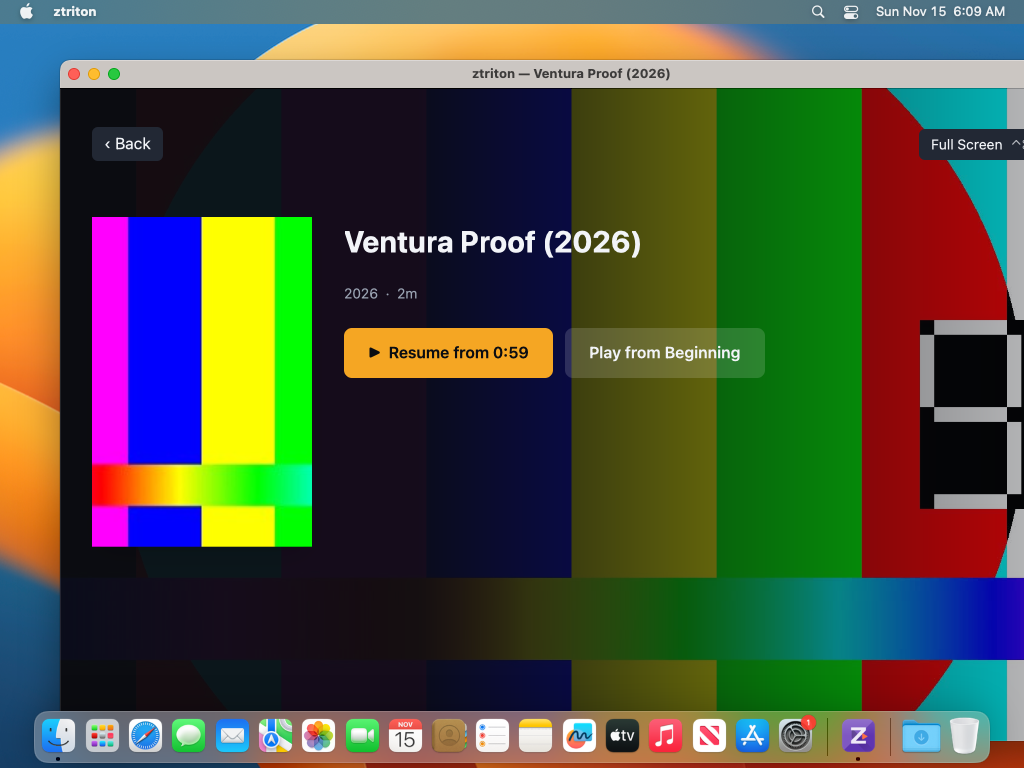 ztriton
Sun Nov 15 6:09 AM
ztriton — Ventura Proof (2026)
‹ Back
Full Screen ^
Ventura Proof (2026)
2026 · 2m
▶ Resume from 0:59
Play from Beginning
9
NOV
15
tv
1
Z